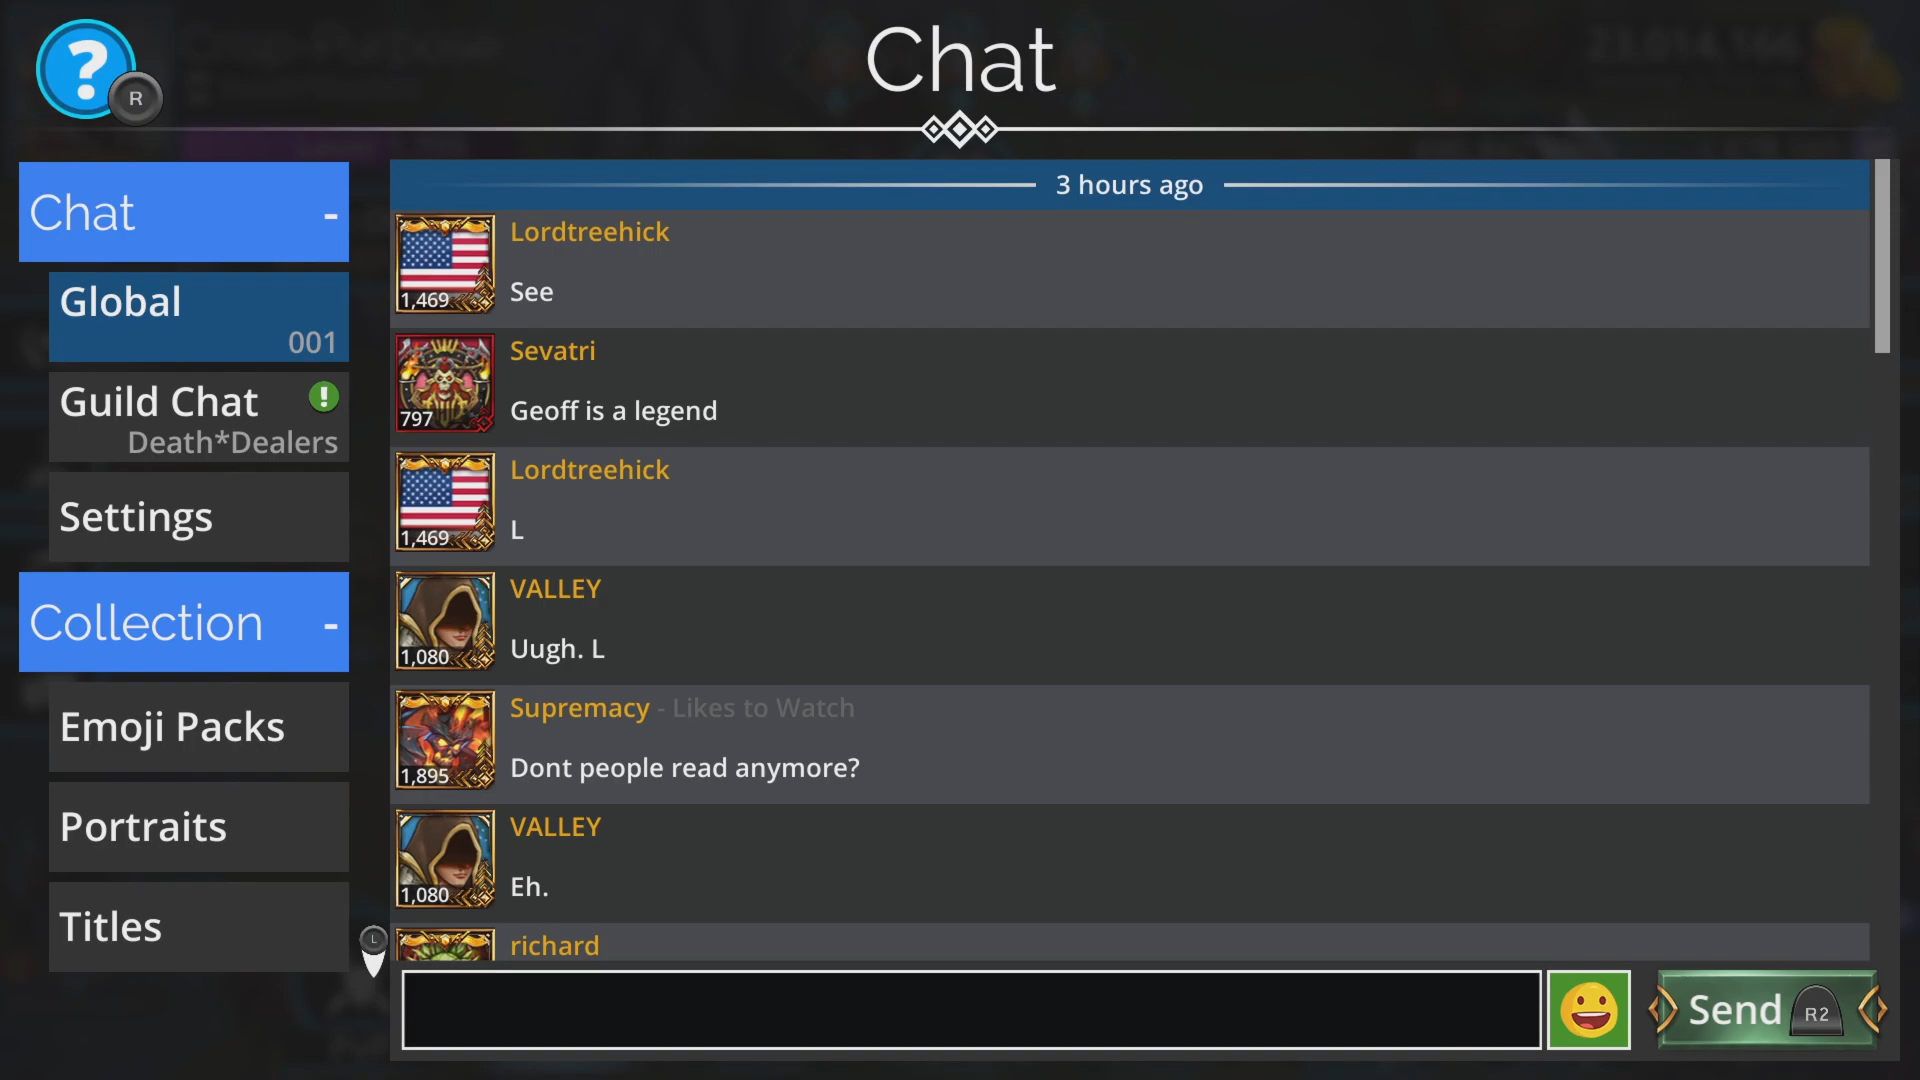 ?
R
Chat
Chat -
Global
001
Guild Chat !
Death*Dealers
Settings
Collection -
Emoji Packs
Portraits
Titles
L
3 hours ago
Lordtreehick
1,469
See
Sevatri
797
Geoff is a legend
Lordtreehick
1,469
L
VALLEY
1,080
Uugh. L
Supremacy - Likes to Watch
1,895
Dont people read anymore?
VALLEY
1,080
Eh.
richard
Send R2